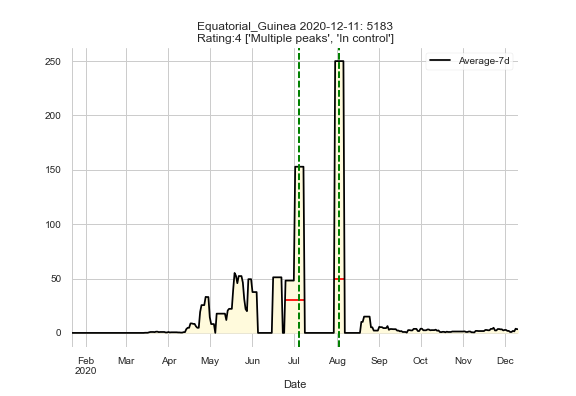 Equatorial_Guinea 2020-12-11: 5183
Rating:4 ['Multiple peaks', 'In control']
Average-7d
250
200
150
100
50
0
Feb Mar Apr May Jun Jul Aug Sep Oct Nov Dec
2020
Date